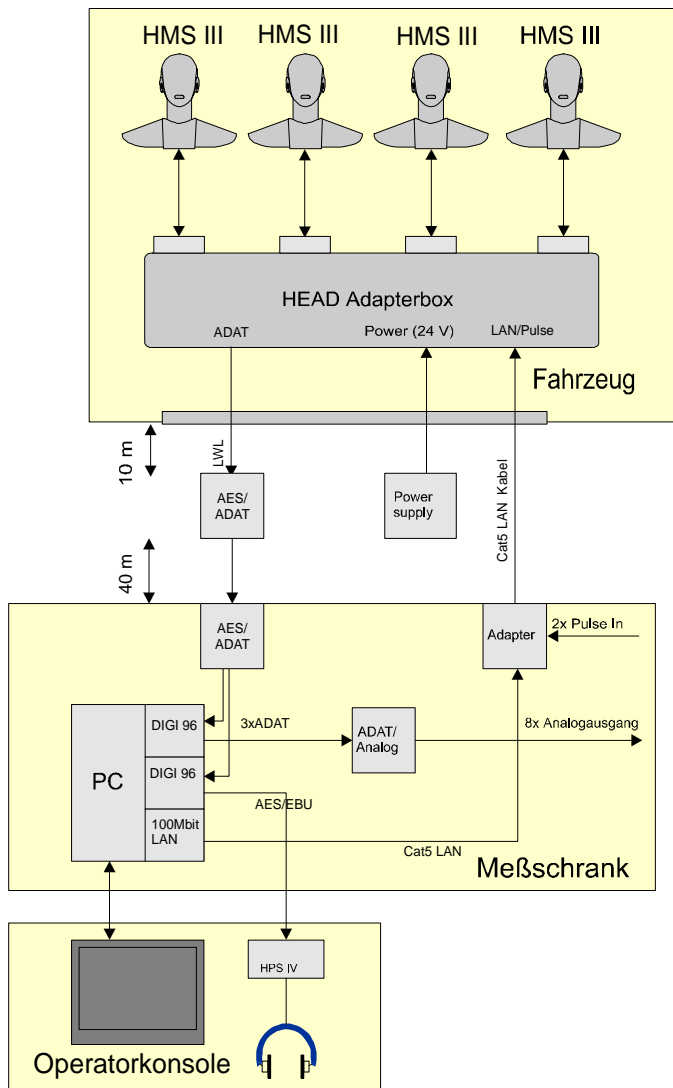 HMS III
HMS III
HMS III
HMS III
HEAD Adapterbox
ADAT
Power (24 V)
LAN/Pulse
Fahrzeug
10 m
LWL
AES/
ADAT
Power
supply
Cat5 LAN Kabel
40 m
AES/
ADAT
Adapter
2x Pulse In
DIGI 96
3xADAT
ADAT/
Analog
8x Analogausgang
PC
DIGI 96
AES/EBU
100Mbit
LAN
Cat5 LAN
Meßschrank
HPS IV
Operatorkonsole